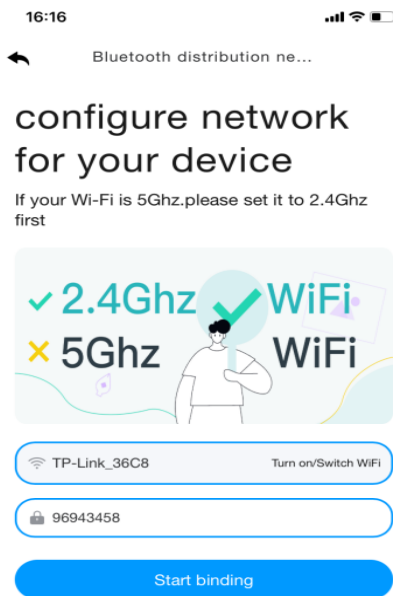 16:16
Bluetooth distribution ne...
configure network
for your device
If your Wi-Fi is 5Ghz.please set it to 2.4Ghz
first
2.4Ghz WiFi
5Ghz WiFi
TP-Link_36C8 Turn on/Switch WiFi
96943458
Start binding